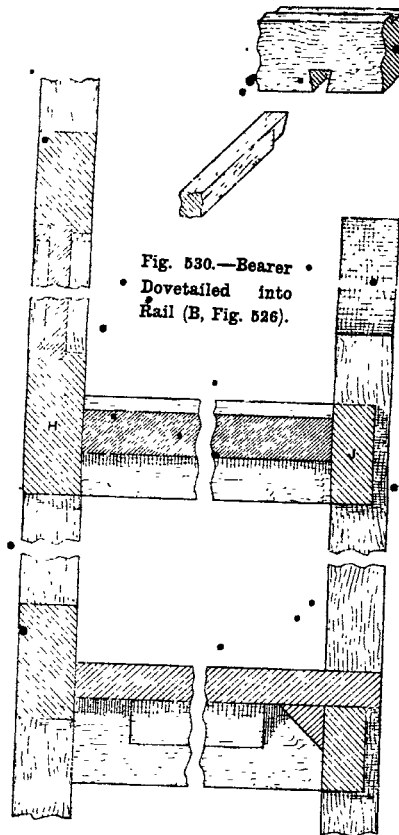 Fig. 530.—Bearer
Dovetailed into
Rail (B, Fig. 526).
H
J